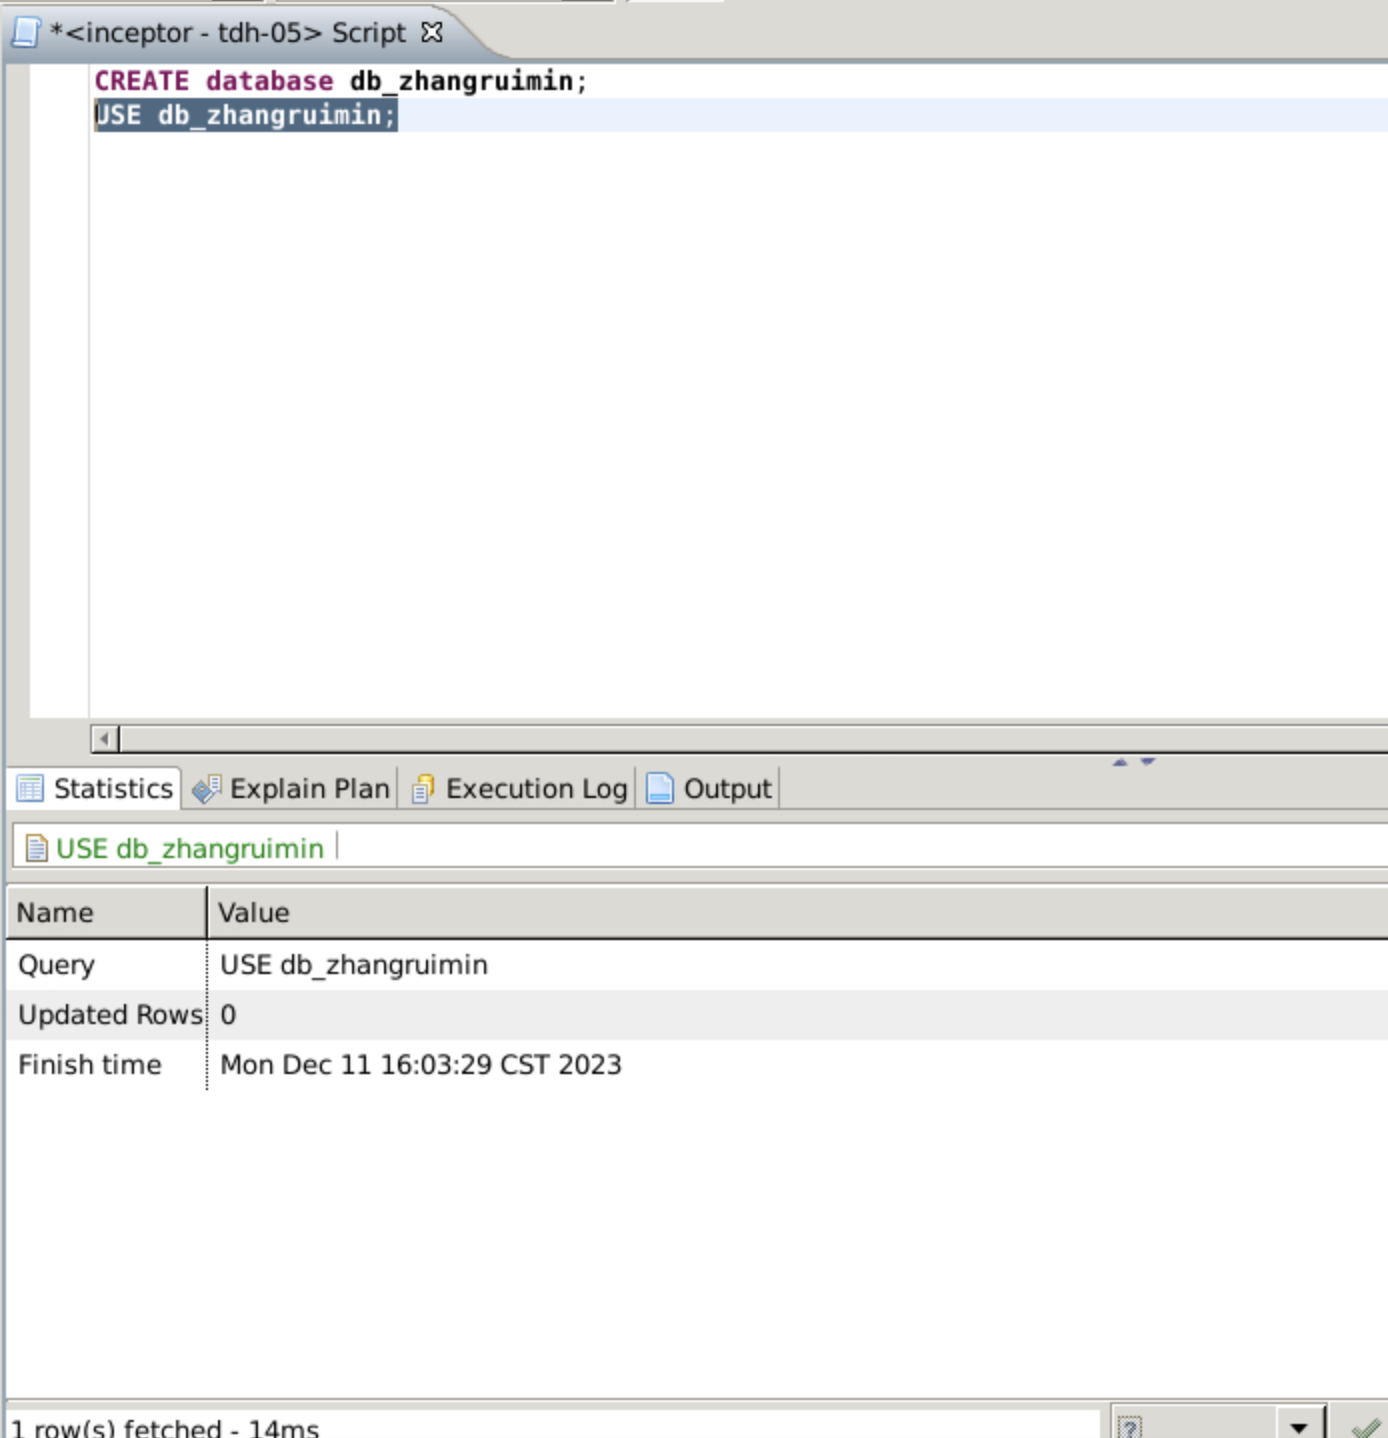 *<inceptor - tdh-05> Script
CREATE database db_zhangruimin;
USE db_zhangruimin;
Statistics Explain Plan Execution Log Output
USE db_zhangruimin
Name Value
Query USE db_zhangruimin
Updated Rows 0
Finish time Mon Dec 11 16:03:29 CST 2023
1 row(s) fetched - 14ms
?